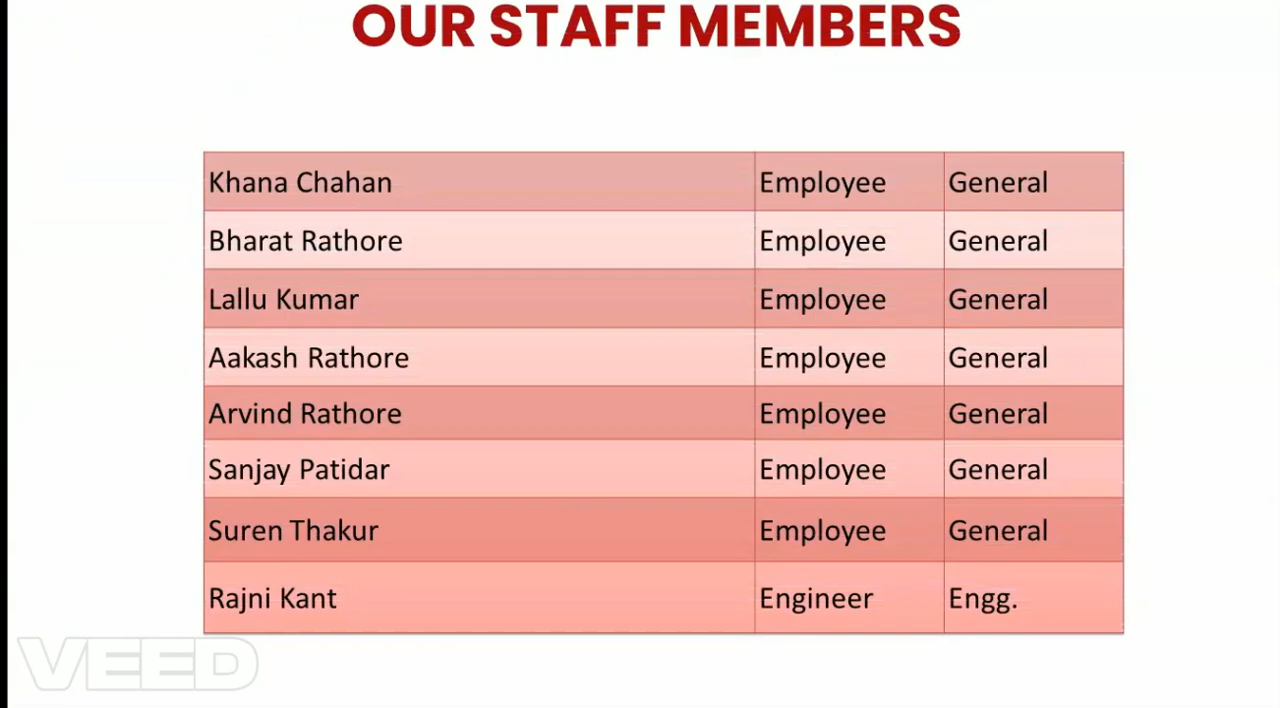 OUR STAFF MEMBERS
Khana Chahan Employee General
Bharat Rathore Employee General
Lallu Kumar Employee General
Aakash Rathore Employee General
Arvind Rathore Employee General
Sanjay Patidar Employee General
Suren Thakur Employee General
Rajni Kant Engineer Engg.
VEED